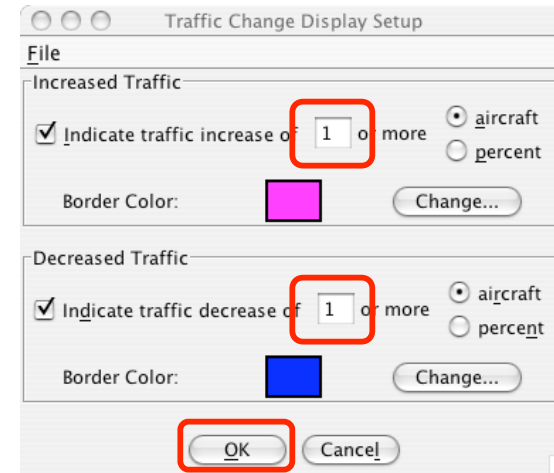 Traffic Change Display Setup
File
Increased Traffic
Indicate traffic increase of 1 or more
aircraft
percent
Border Color:
Change...
Decreased Traffic
Indicate traffic decrease of 1 or more
aircraft
percent
Border Color:
Change...
OK
Cancel